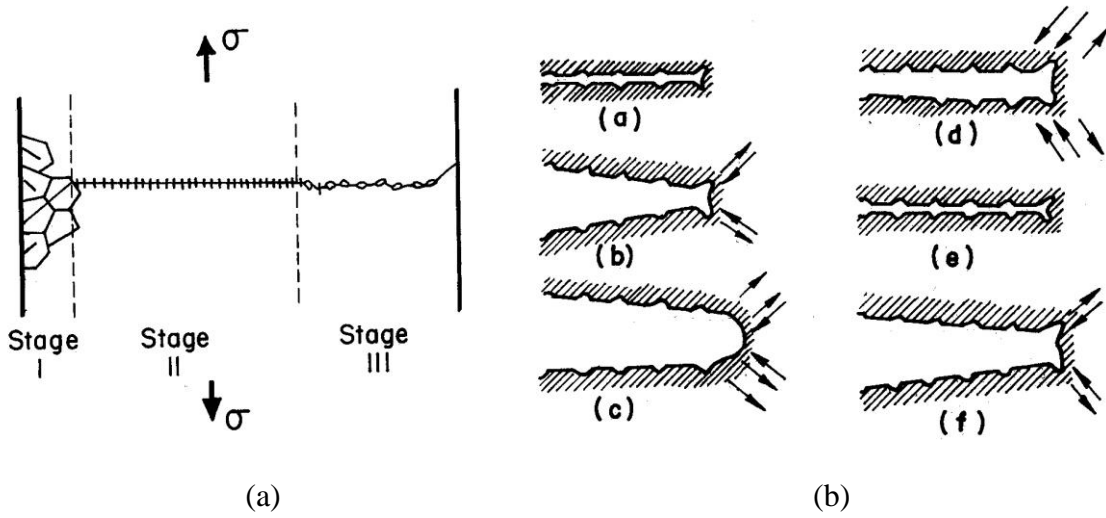 σ
Stage
I
Stage
II
Stage
III
σ
(a)
(b)
(c)
(d)
(e)
(f)
(a)
(b)